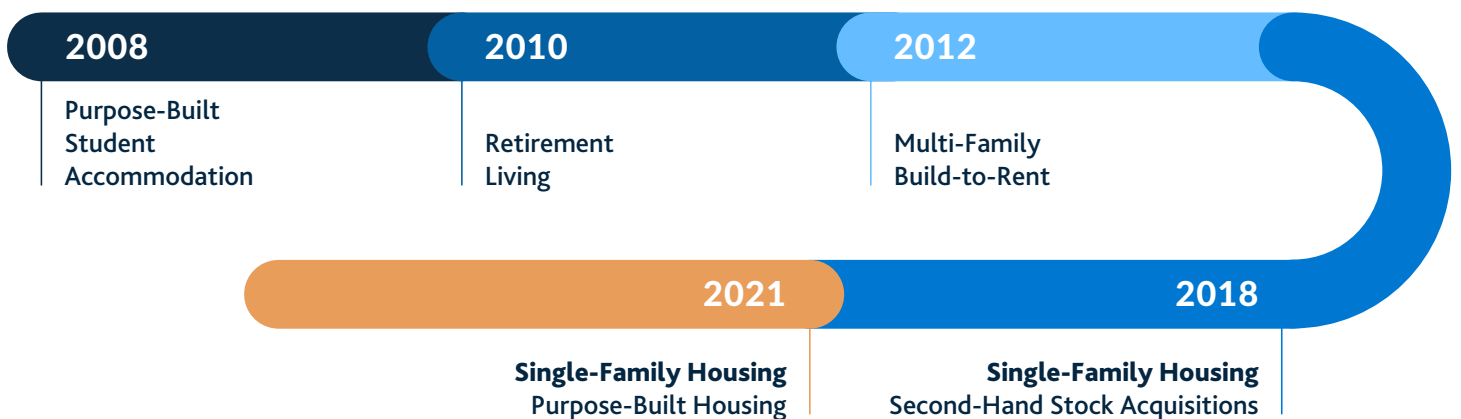 2008
Purpose-Built
Student
Accommodation
2010
Retirement
Living
2012
Multi-Family
Build-to-Rent
2018
Single-Family Housing
Second-Hand Stock Acquisitions
2021
Single-Family Housing
Purpose-Built Housing